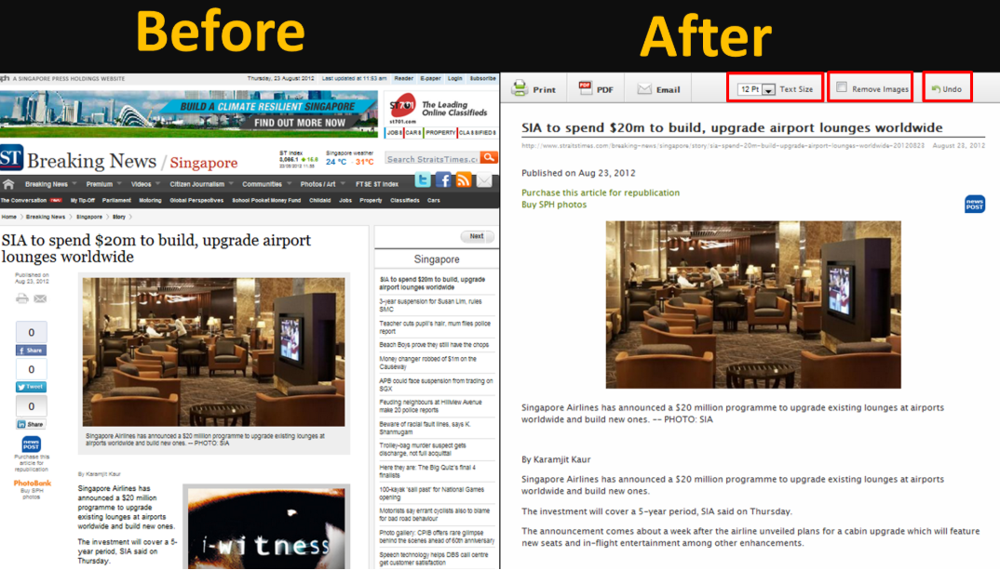 Before
After
A SINGAPORE PRESS HOLDINGS WEBSITE
Thursday, 23 August 2012 Last updated at 11:53 am Reader E-paper Login Subscribe
BUILD A CLIMATE RESILIENT SINGAPORE
FIND OUT MORE NOW
ST701
st701.com
The Leading
Online Classifieds
JOBS CARS PROPERTY CLASSIFIEDS
ST Breaking News / Singapore
ST Index
Singapore weather
24 °C - 31°C
Search StraitsTimes.c
Breaking News Premium Videos Citizen Journalism Communities Photos / Art FTSE ST Index
The Conversation My Tip-Off Parliament Motoring Global Perspectives School Pocket Money Fund Childaid Jobs Property Classifieds Cars
Home > Breaking News > Singapore > Story >
SIA to spend $20m to build, upgrade airport
lounges worldwide
Published on
Aug 23, 2012
0
Share
0
Tweet
0
in Share
news
POST
Purchase this
article for
republication
PhotoBank
Buy SPH
photos
Singapore Airlines has announced a $20 million programme to upgrade existing lounges at
airports worldwide and build new ones. -- PHOTO: SIA
By Karamjit Kaur
Singapore Airlines has
announced a $20 million
programme to upgrade
existing lounges at airports
worldwide and build new ones.
The investment will cover a 5-
year period, SIA said on
Thursday.
i-witness
Next
Singapore
SIA to spend $20m to build, upgrade
airport lounges worldwide
3-year suspension for Susan Lim, rules
SMC
Teacher cuts pupil's hair, mum files police
report
Beach Boys prove they still have the chops
Money changer robbed of $1m on the
Causeway
APB could face suspension from trading on
SGX
Feuding neighbours at Hillview Avenue
make 20 police reports
Beware of racial fault lines, says K.
Shanmugam
Trolley-bag murder suspect gets
discharge, not full acquittal
Here they are: The Big Quiz's final 4
finalists
100-kayak 'sail past' for National Games
opening
Motorists say errant cyclists also to blame
for bad road behaviour
Photo gallery: CPIB offers rare glimpse
behind the scenes ahead of 60th anniversary
Speech technology helps DBS call centre
get customer satisfaction
Print PDF Email 12 Pt Text Size Remove Images Undo
SIA to spend $20m to build, upgrade airport lounges worldwide
http://www.straitstimes.com/breaking-news/singapore/story/sia-spend-20m-build-upgrade-airport-lounges-worldwide-20120823 August 23, 2012
Published on Aug 23, 2012
Purchase this article for republication
Buy SPH photos
news
POST
Singapore Airlines has announced a $20 million programme to upgrade existing lounges at airports
worldwide and build new ones. -- PHOTO: SIA
By Karamjit Kaur
Singapore Airlines has announced a $20 million programme to upgrade existing lounges at airports
worldwide and build new ones.
The investment will cover a 5-year period, SIA said on Thursday.
The announcement comes about a week after the airline unveiled plans for a cabin upgrade which will feature
new seats and in-flight entertainment among other enhancements.